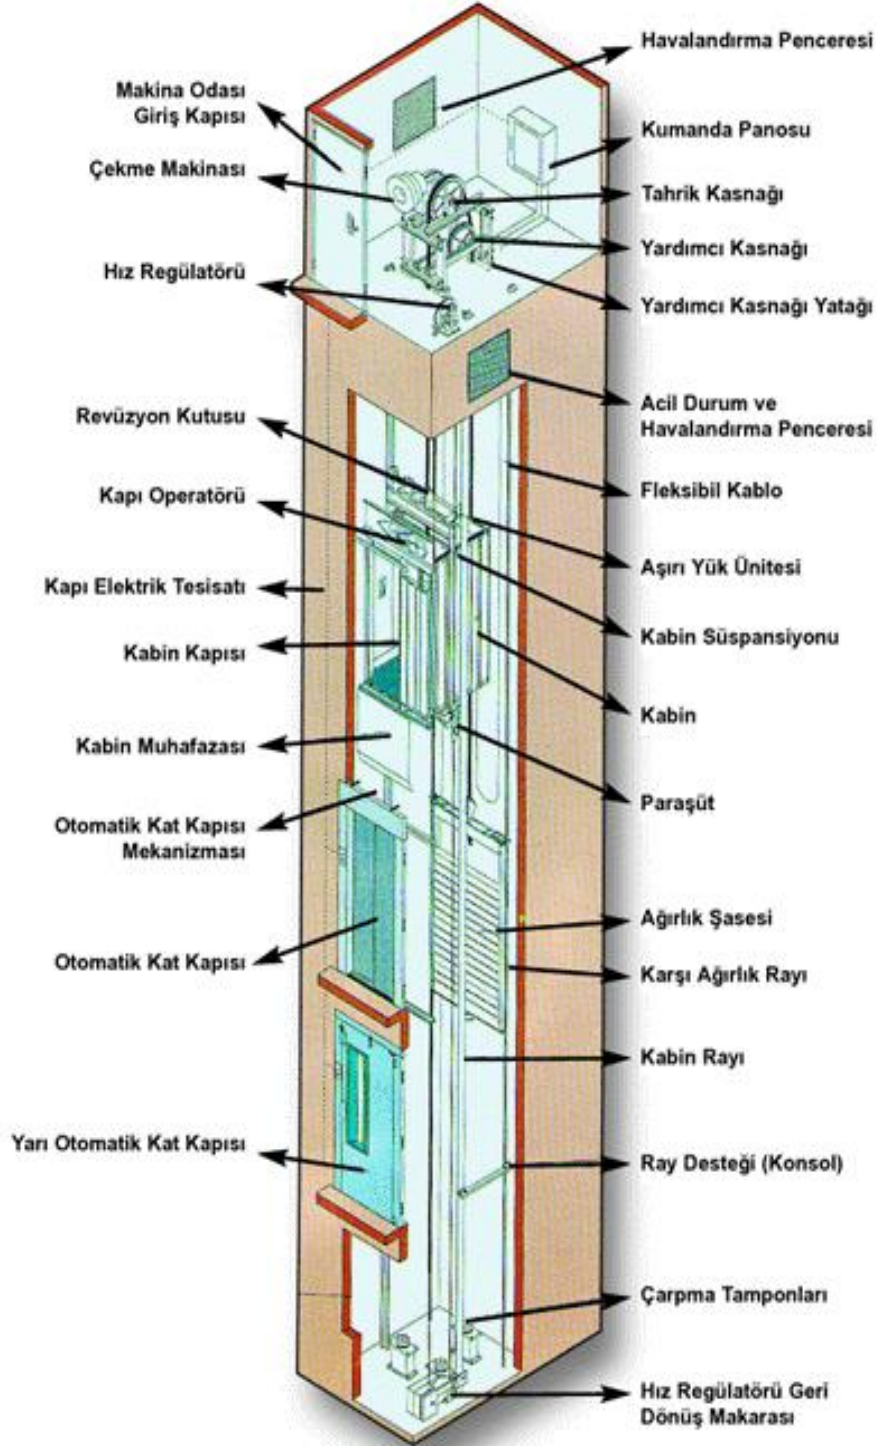 Makina Odası
Giriş Kapısı
Çekme Makinası
Hız Regülatörü
Revüzyon Kutusu
Kapı Operatörü
Kapı Elektrik Tesisatı
Kabin Kapısı
Kabin Muhafazası
Otomatik Kat Kapısı
Mekanizması
Otomatik Kat Kapısı
Yarı Otomatik Kat Kapısı
Havalandırma Penceresi
Kumanda Panosu
Tahrik Kasnağı
Yardımcı Kasnağı
Yardımcı Kasnağı Yatağı
Acil Durum ve
Havalandırma Penceresi
Fleksibil Kablo
Aşırı Yük Ünitesi
Kabin Süspansiyonu
Kabin
Paraşüt
Ağırlık Şasesi
Karşı Ağırlık Rayı
Kabin Rayı
Ray Desteği (Konsol)
Çarpma Tamponları
Hız Regülatörü Geri
Dönüş Makarası